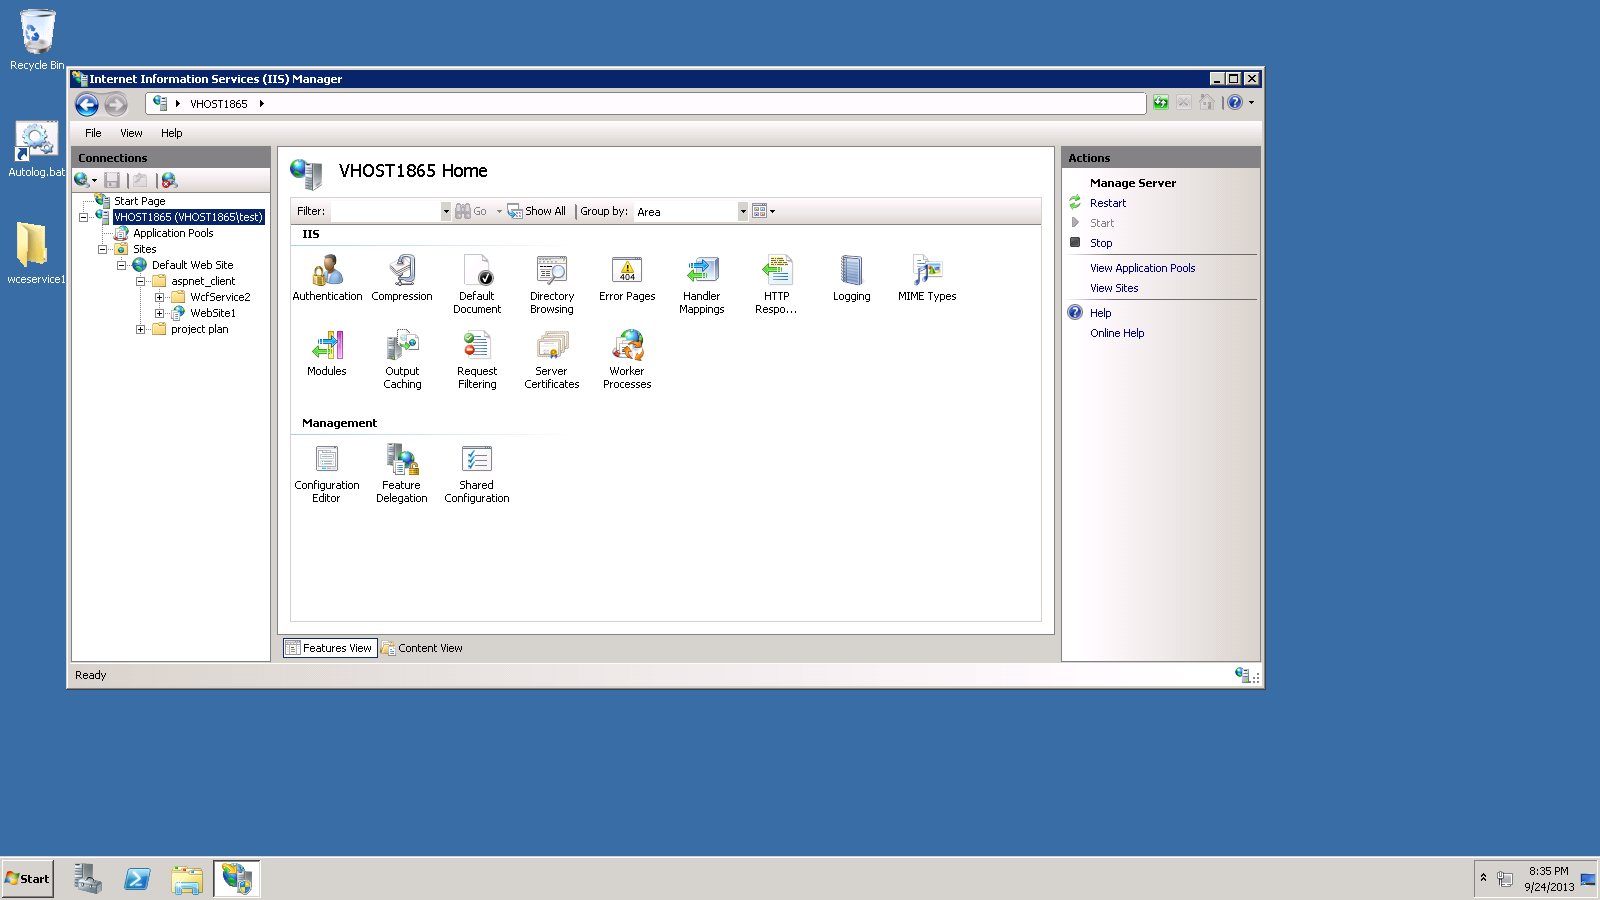 Recycle Bin
Autolog.bat
wceservice1
Internet Information Services (IIS) Manager
VHOST1865
File View Help
Connections
Start Page
VHOST1865 (VHOST1865\test)
Application Pools
Sites
Default Web Site
aspnet_client
WcfService2
WebSite1
project plan
VHOST1865 Home
Filter: Go Show All Group by: Area
IIS
Authentication
Compression
Default
Document
Directory
Browsing
Error Pages
404
Handler
Mappings
HTTP
Respo...
Logging
MIME Types
Modules
Output
Caching
Request
Filtering
Server
Certificates
Worker
Processes
Management
Configuration
Editor
Feature
Delegation
Shared
Configuration
Features View Content View
Actions
Manage Server
Restart
Start
Stop
View Application Pools
View Sites
Help
Online Help
Ready
Start
8:35 PM
9/24/2013